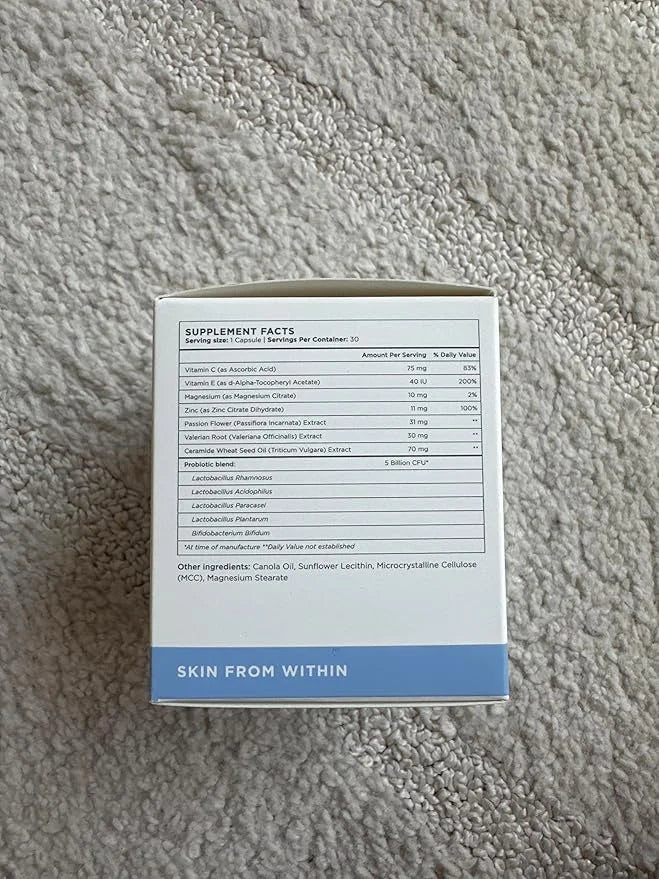 SUPPLEMENT FACTS
Serving size: 1 Capsule | Servings Per Container: 30
Amount Per Serving % Daily Value
Vitamin C (as Ascorbic Acid) 75 mg 83%
Vitamin E (as d-Alpha-Tocopheryl Acetate) 40 IU 200%
Magnesium (as Magnesium Citrate) 10 mg 2%
Zinc (as Zinc Citrate Dihydrate) 11 mg 100%
Passion Flower (Passiflora Incarnata) Extract 31 mg **
Valerian Root (Valeriana Officinalis) Extract 30 mg **
Ceramide Wheat Seed Oil (Triticum Vulgare) Extract 70 mg **
Probiotic blend: 5 Billion CFU*
Lactobacillus Rhamnosus
Lactobacillus Acidophilus
Lactobacillus Paracasei
Lactobacillus Plantarum
Bifidobacterium Bifidum
*At time of manufacture **Daily Value not established
Other ingredients: Canola Oil, Sunflower Lecithin, Microcrystalline Cellulose
(MCC), Magnesium Stearate
SKIN FROM WITHIN